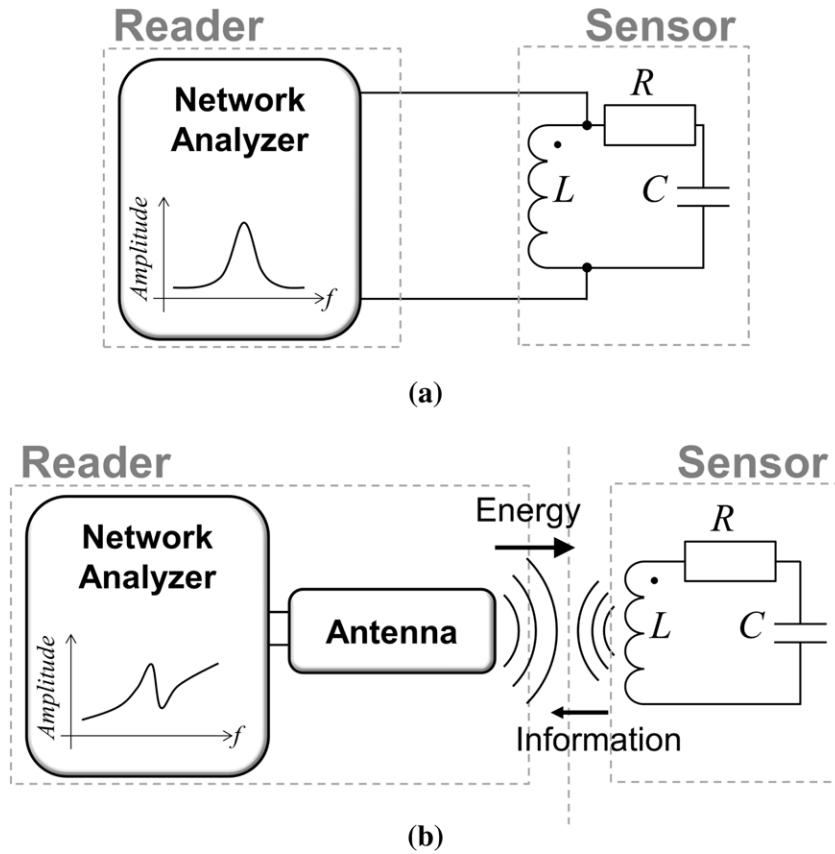 Reader
Sensor
Network
Analyzer
Amplitude
f
R
L
C
(a)
Reader
Sensor
Energy
Network
Analyzer
Antenna
Amplitude
f
R
L
C
Information
(b)